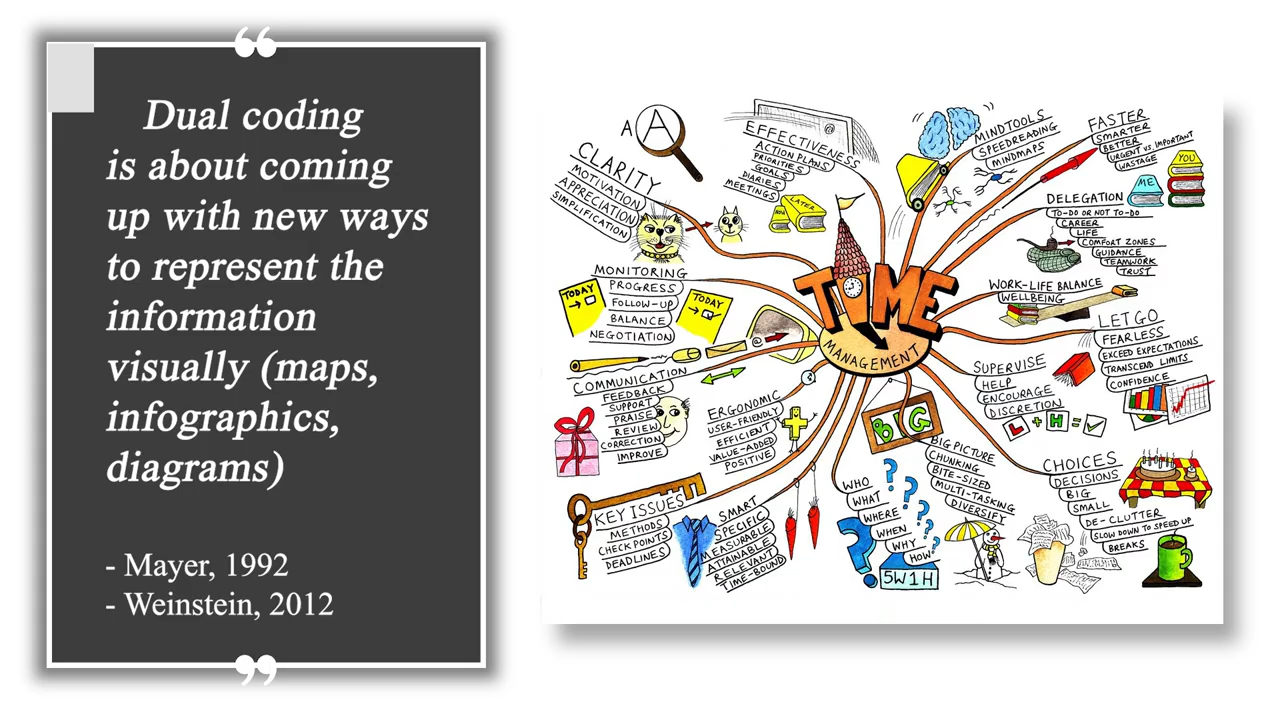 “
Dual coding
is about coming
up with new ways
to represent the
information
visually (maps,
infographics,
diagrams)
- Mayer, 1992
- Weinstein, 2012
”
TIME
MANAGEMENT
A A
CLARITY
MOTIVATION
APPRECIATION
SIMPLIFICATION
EFFECTIVENESS
ACTION PLANS
PRIORITIES
GOALS
DIARIES
MEETINGS
@
NOW
LATER
MINDTOOLS
SPEEDREADING
MINDMAPS
FASTER
SMARTER
BETTER
URGENT VS. IMPORTANT
WASTAGE
ME
YOU
DELEGATION
TO-DO OR NOT TO-DO
CAREER
LIFE
COMFORT ZONES
GUIDANCE
TEAMWORK
TRUST
WORK-LIFE BALANCE
WELLBEING
LET GO
FEARLESS
EXCEED EXPECTATIONS
TRANSCEND LIMITS
CONFIDENCE
SUPERVISE
HELP
ENCOURAGE
DISCRETION
L + H = ✓
CHOICES
DECISIONS
BIG
SMALL
DE-CLUTTER
SLOW DOWN TO SPEED UP
BREAKS
BIG
BIG PICTURE
CHUNKING
BITE-SIZED
MULTI-TASKING
DIVERSIFY
WHO
WHAT
WHERE
WHEN
WHY
HOW
? ? ? ? ? ?
5W1H
SMART
SPECIFIC
MEASURABLE
ATTAINABLE
RELEVANT
TIME-BOUND
KEY ISSUES
METHODS
CHECKPOINTS
DEADLINES
ERGONOMIC
USER-FRIENDLY
EFFICIENT
VALUE-ADDED
POSITIVE
COMMUNICATION
FEEDBACK
SUPPORT
PRAISE
REVIEW
CORRECTION
IMPROVE
@
MONITORING
PROGRESS
FOLLOW-UP
BALANCE
NEGOTIATION
TODAY
TODAY